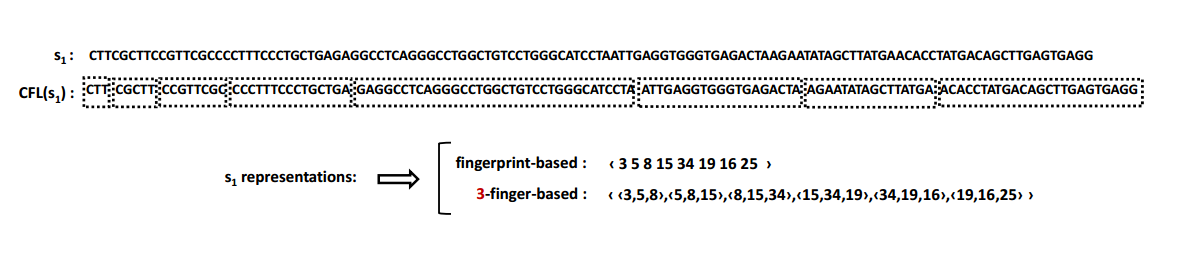 s1 : CTTCGCTTCCGTTCGCCCCTTTCCCTGCTGAGAGGCCTCAGGGCCTGGCTGTCCTGGGCATCCTAATTGAGGTGGGTGAGACTAAGAATATAGCTTATGAACACCTATGACAGCTTGAGTGAGG
CFL(s1) : CTT CGCTT CCGTTCGC CCCTTTCCCTGCTGA GAGGCCTCAGGGCCTGGCTGTCCTGGGCATCCTA ATTGAGGTGGGTGAGACTA AGAATATAGCTTATGA ACACCTATGACAGCTTGAGTGAGG
fingerprint-based : ‹ 3 5 8 15 34 19 16 25 ›
s1 representations:
3-finger-based : ‹ ‹3,5,8›,‹5,8,15›,‹8,15,34›,‹15,34,19›,‹34,19,16›,‹19,16,25› ›